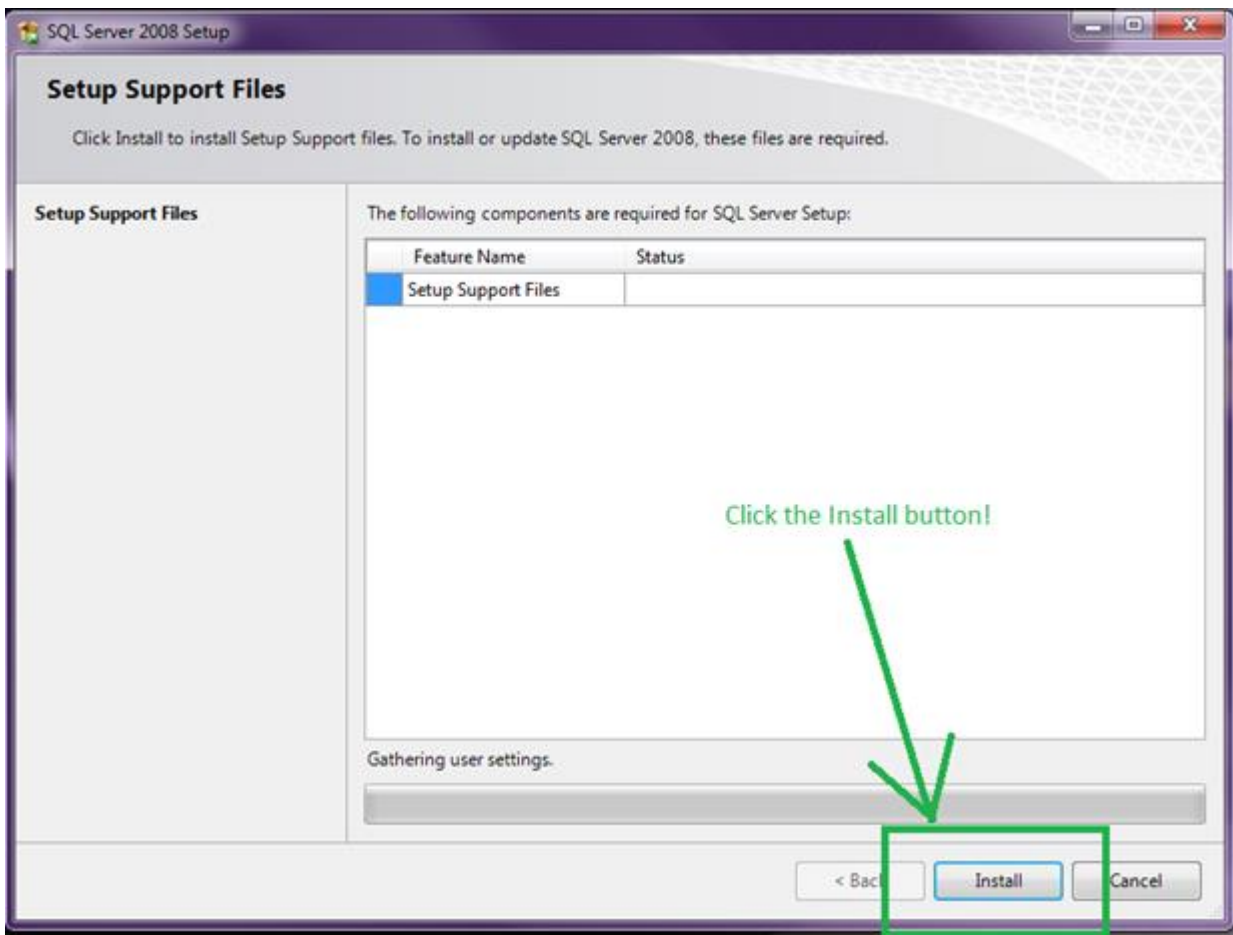 SQL Server 2008 Setup
Setup Support Files
Click Install to install Setup Support files. To install or update SQL Server 2008, these files are required.
Setup Support Files
The following components are required for SQL Server Setup:
Feature Name Status
Setup Support Files
Click the Install button!
Gathering user settings.
< Bac Install Cancel